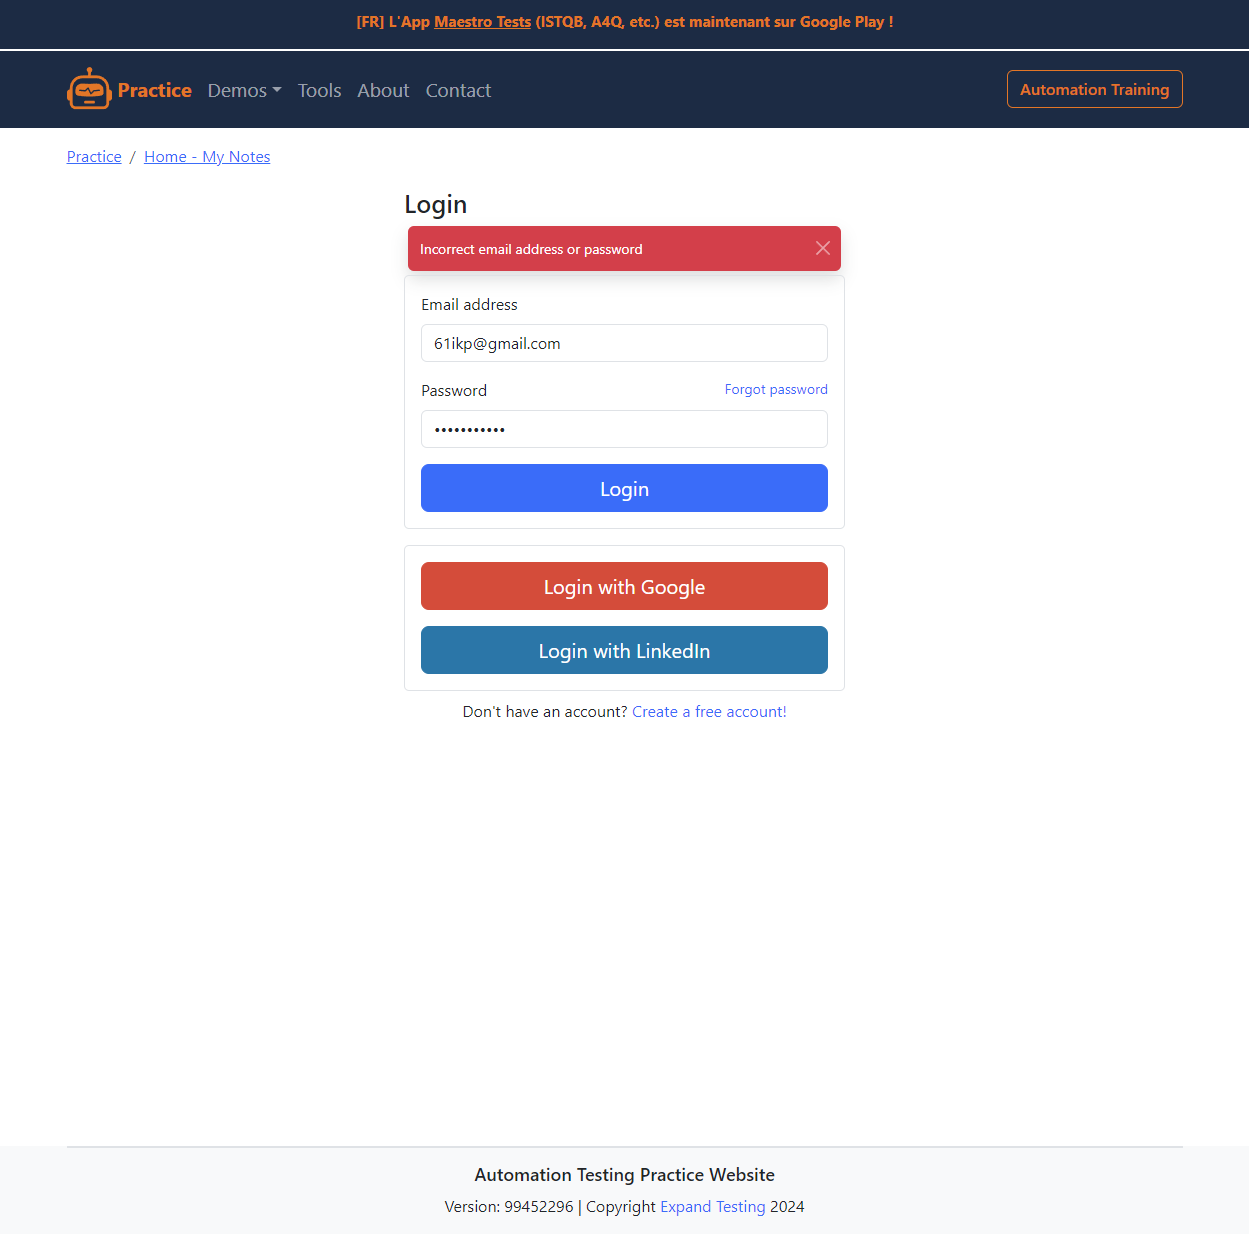 [FR] L'App Maestro Tests (ISTQB, A4Q, etc.) est maintenant sur Google Play !
Practice Demos Tools About Contact Automation Training
Practice / Home - My Notes
Login
Incorrect email address or password
Email address
61ikp@gmail.com
Password Forgot password
•••••••••••
Login
Login with Google
Login with LinkedIn
Don't have an account? Create a free account!
Automation Testing Practice Website
Version: 99452296 | Copyright Expand Testing 2024